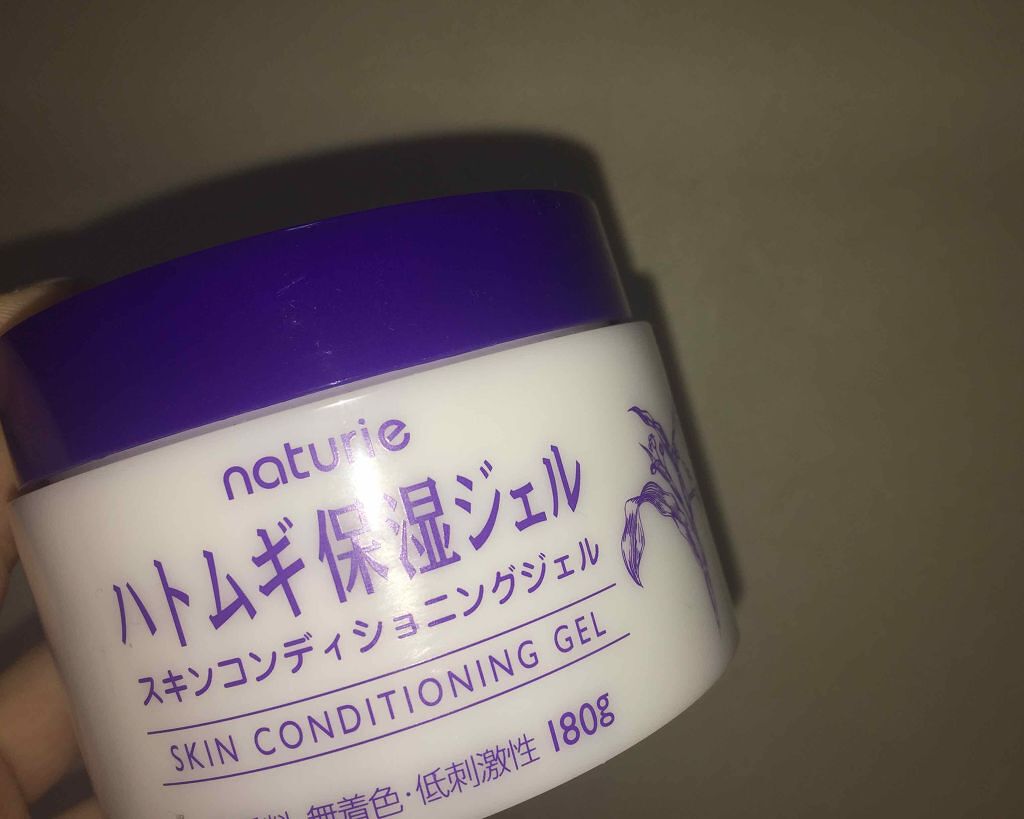 naturie
ハトムギ保湿ジェル
スキンコンディショニングジェル
SKIN CONDITIONING GEL
180g
無着色・低刺激性